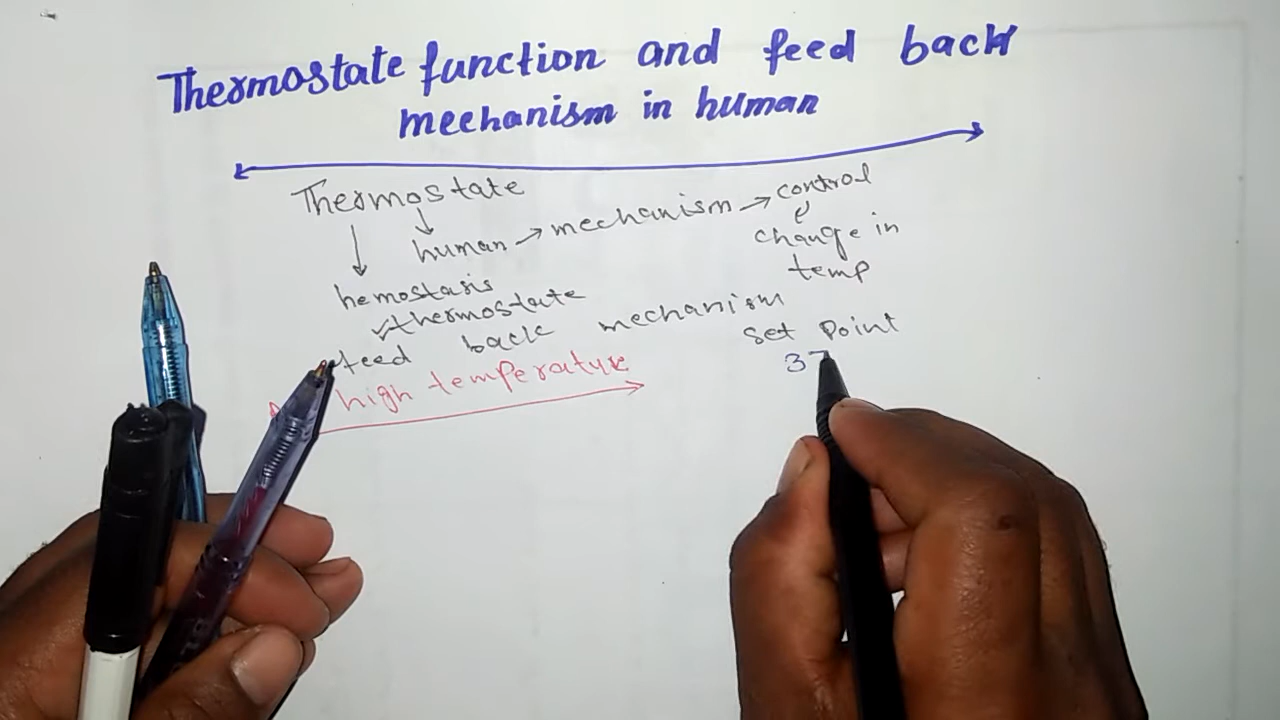 Thermostate function and feed back
mechanism in human
Thermostate
human → mechanism → control
change in
temp
hemostasis
✓thermostate
feed back mechanism
set point
37
high temperature